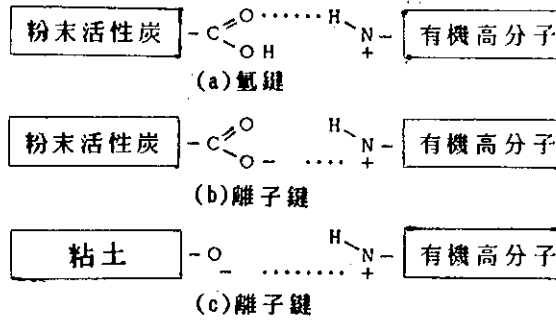 粉末活性炭 -C O ······ H N - 有機高分子
O H +
(a)氫鍵
粉末活性炭 -C O H N - 有機高分子
O - ···· +
(b)離子鍵
粘土 -O H N - 有機高分子
- ········ +
(c)離子鍵